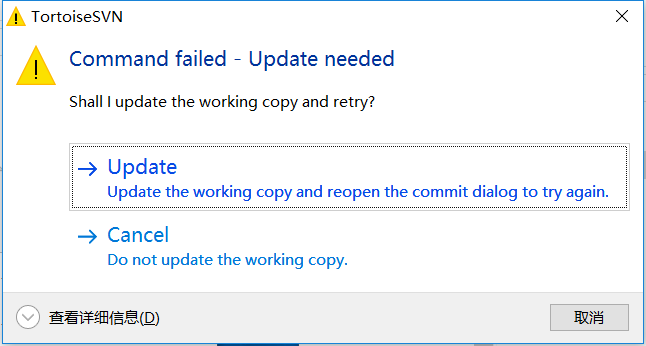 TortoiseSVN
Command failed - Update needed
Shall I update the working copy and retry?
Update
Update the working copy and reopen the commit dialog to try again.
Cancel
Do not update the working copy.
查看详细信息(D)
取消